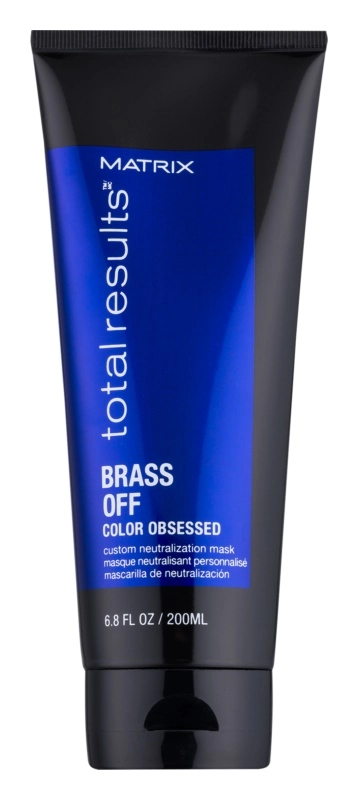 MATRIX
total results™
BRASS
OFF
COLOR OBSESSED
custom neutralization mask
masque neutralisant personnalisé
mascarilla de neutralización
6.8 FL OZ / 200ML